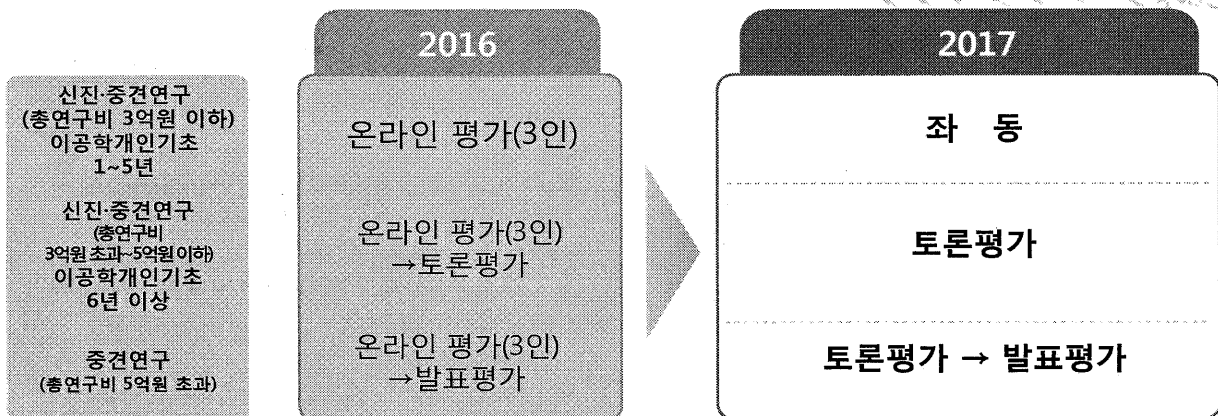 2016
2017
신진·중견연구
(총연구비 3억원 이하)
이공학개인기초
1~5년
온라인 평가(3인)
좌 동
신진·중견연구
(총연구비
3억원 초과~5억원 이하)
이공학개인기초
6년 이상
온라인 평가(3인)
→토론평가
토론평가
중견연구
(총연구비 5억원 초과)
온라인 평가(3인)
→발표평가
토론평가 → 발표평가